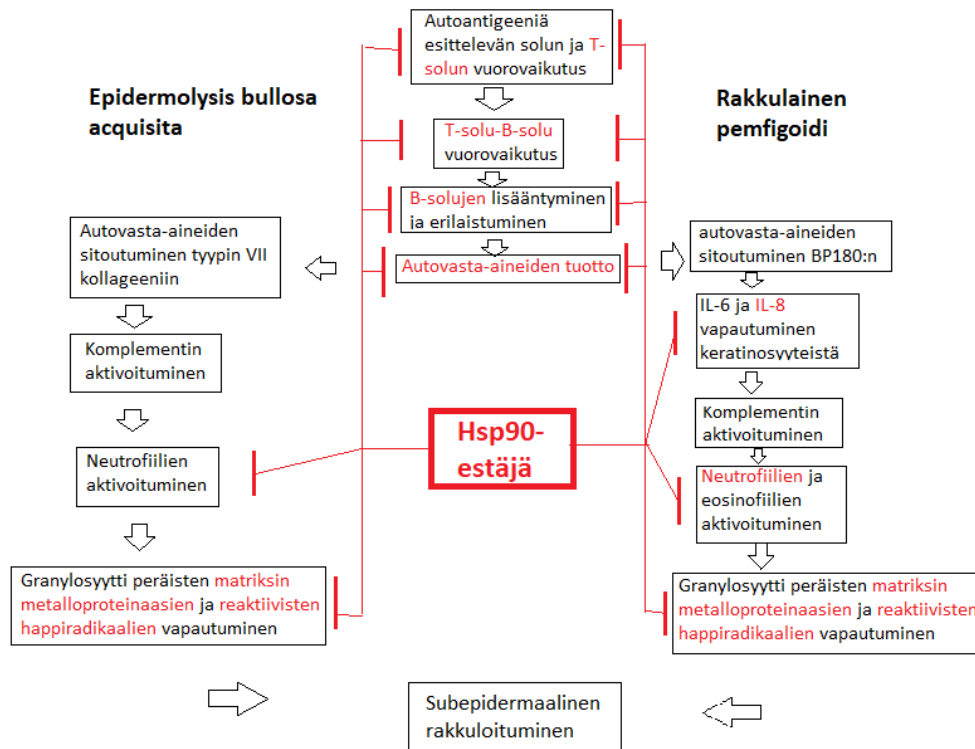 Autoantigeeniä
esittelevän solun ja T-
solun vuorovaikutus
Epidermolysis bullosa
acquisita
Rakkulainen
pemfigoidi
T-solu-B-solu
vuorovaikutus
B-solujen lisääntyminen
ja erilaistuminen
Autovasta-aineiden tuotto
Autovasta-aineiden
sitoutuminen tyypin VII
kollageeniin
autovasta-aineiden
sitoutuminen BP180:n
Komplementin
aktivoituminen
IL-6 ja IL-8
vapautuminen
keratinosyyteistä
Komplementin
aktivoituminen
Hsp90-
estäjä
Neutrofiilien
aktivoituminen
Neutrofiilien ja
eosinofiilien
aktivoituminen
Granylosyytti peräisten matriksin
metalloproteinaasien ja reaktiivisten
happiradikaalien vapautuminen
Granylosyytti peräisten matriksin
metalloproteinaasien ja reaktiivisten
happiradikaalien vapautuminen
Subepidermaalinen
rakkuloituminen